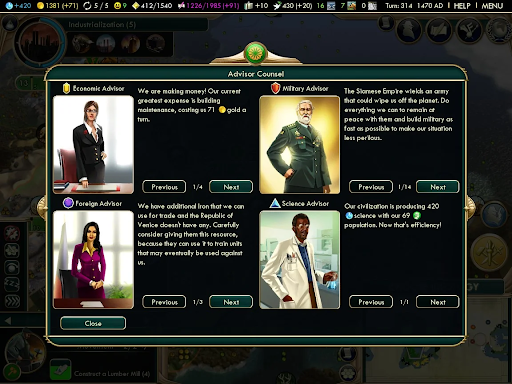 +420 1381 (+71) 5/5 0/90 412/1540 1226/1985 (+91) +10 430 (+20) 16 Turn: 314 1470 AD | HELP | MENU
Industrialization (5)
Advisor Counsel
Economic Advisor
We are making money! Our current
greatest expense is building
maintenance, costing us 71 gold a
turn.
Previous 1/4 Next
Military Advisor
The Siamese Empire wields an army
that could wipe us off the planet. Do
everything we can to remain at
peace with them and build military as
fast as possible to make our situation
less perilous.
Previous 1/14 Next
Foreign Advisor
We have additional Iron that we can
use for trade and the Republic of
Venice doesn't have any. Carefully
consider giving them this resource,
because they can use it to train units
that may eventually be used against
us.
Previous 1/3 Next
Science Advisor
Our civilization is producing 420
science with our 69
population. Now that's efficiency!
Previous 1/1 Next
Close
Construct a Lumber Mill (4)